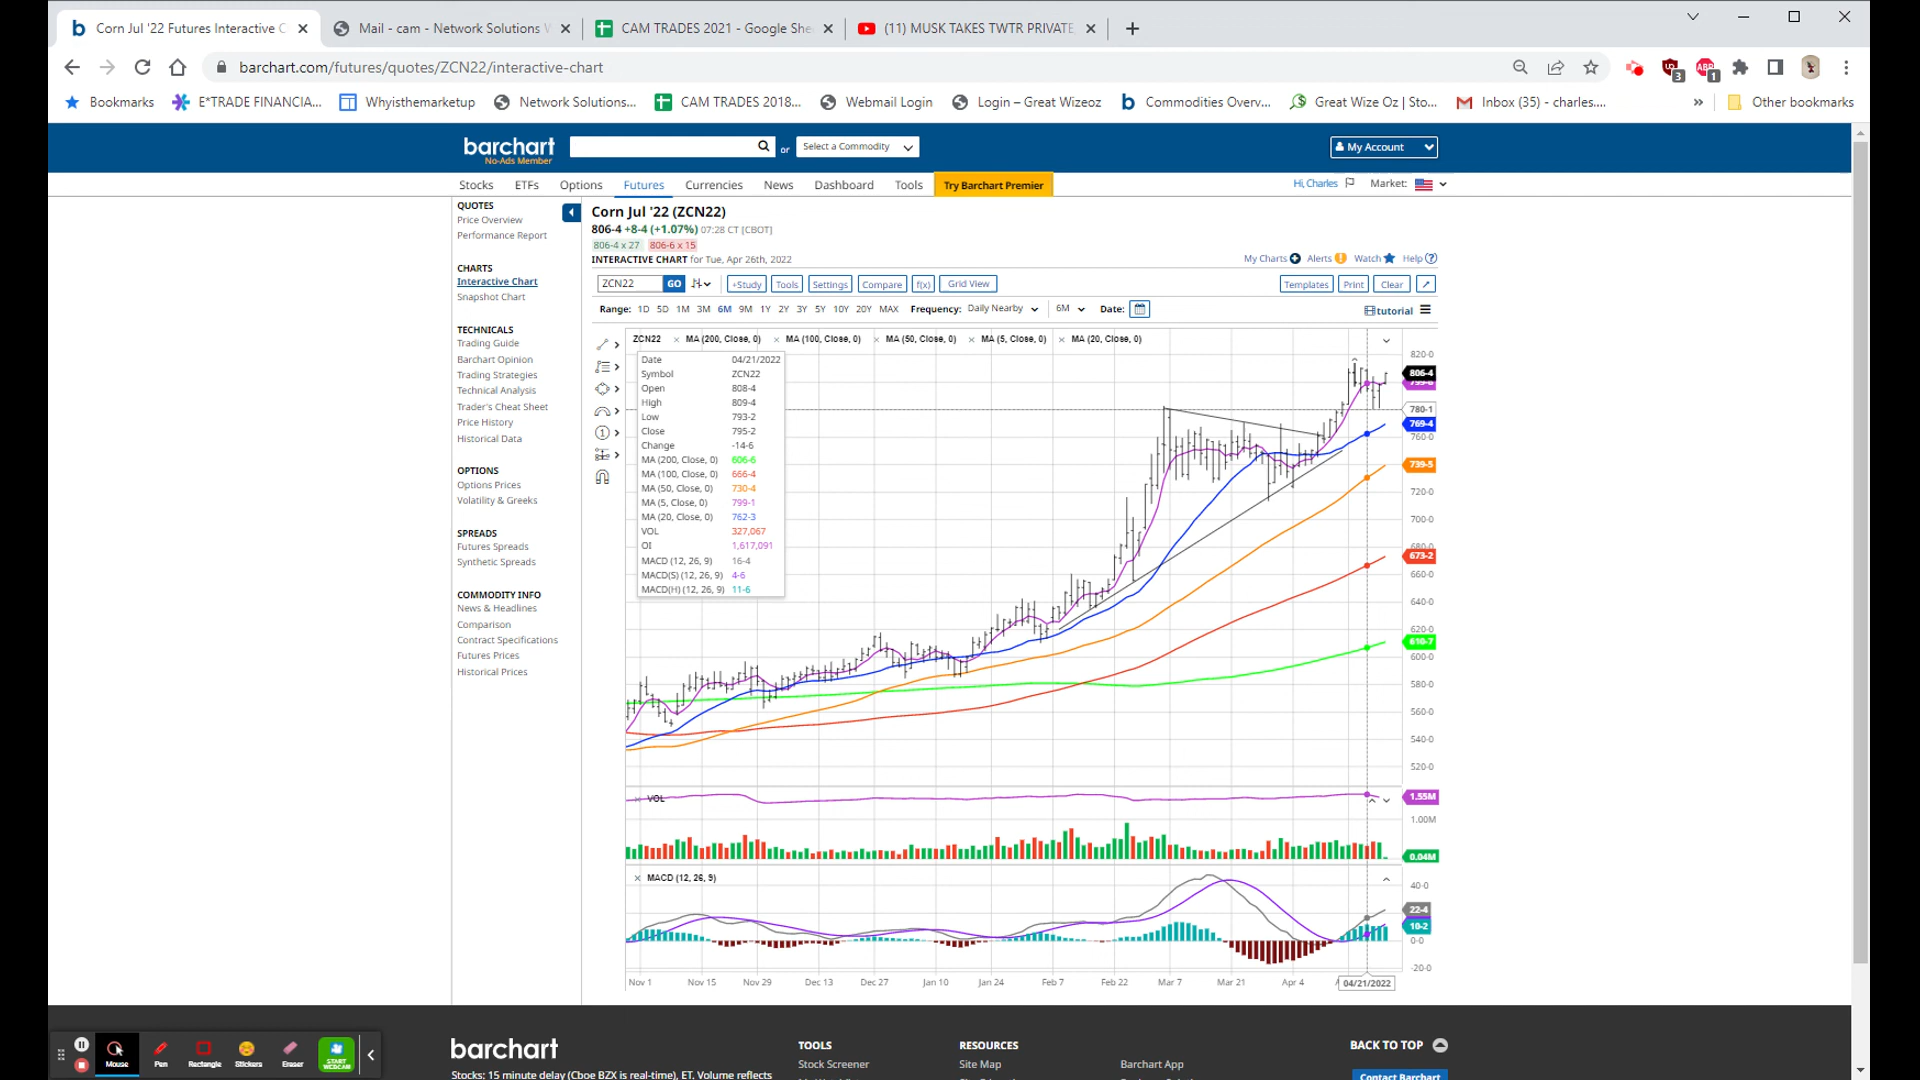 Corn Jul '22 Futures Interactive C
Mail - cam - Network Solutions W
CAM TRADES 2021 - Google She
(11) MUSK TAKES TWTR PRIVATE
barchart.com/futures/quotes/ZCN22/interactive-chart
3 1
Bookmarks E*TRADE FINANCIA... Whyisthemarketup Network Solutions... CAM TRADES 2018... Webmail Login Login – Great Wizeoz Commodities Overv... Great Wize Oz | Sto... Inbox (35) - charles.... » Other bookmarks
barchart
No-Ads Member
or
Select a Commodity
My Account
Stocks ETFs Options Futures Currencies News Dashboard Tools Try Barchart Premier
Hi, Charles Market:
QUOTES
Price Overview
Performance Report
CHARTS
Interactive Chart
Snapshot Chart
TECHNICALS
Trading Guide
Barchart Opinion
Trading Strategies
Technical Analysis
Trader's Cheat Sheet
Price History
Historical Data
OPTIONS
Options Prices
Volatility & Greeks
SPREADS
Futures Spreads
Synthetic Spreads
COMMODITY INFO
News & Headlines
Comparison
Contract Specifications
Futures Prices
Historical Prices
Corn Jul '22 (ZCN22)
806-4 +8-4 (+1.07%) 07:28 CT [CBOT]
806-4 x 27 806-6 x 15
INTERACTIVE CHART for Tue, Apr 26th, 2022
My Charts Alerts Watch Help
ZCN22 GO +Study Tools Settings Compare f(x) Grid View Templates Print Clear
Range: 1D 5D 1M 3M 6M 9M 1Y 2Y 3Y 5Y 10Y 20Y MAX Frequency: Daily Nearby 6M Date: tutorial
ZCN22 MA (200, Close, 0) MA (100, Close, 0) MA (50, Close, 0) MA (5, Close, 0) MA (20, Close, 0)
Date 04/21/2022
Symbol ZCN22
Open 808-4
High 809-4
Low 793-2
Close 795-2
Change -14-6
MA (200, Close, 0) 606-6
MA (100, Close, 0) 666-4
MA (50, Close, 0) 730-4
MA (5, Close, 0) 799-1
MA (20, Close, 0) 762-3
VOL 327,067
OI 1,617,091
MACD (12, 26, 9) 16-4
MACD(S) (12, 26, 9) 4-6
MACD(H) (12, 26, 9) 11-6
820-0
806-4
780-1
769-4
760-0
739-5
720-0
700-0
673-2
660-0
640-0
620-0
610-7
600-0
580-0
560-0
540-0
520-0
VOL
1.55M
1.00M
0.04M
MACD (12, 26, 9)
40-0
22-4
10-2
0-0
-20-0
Nov 1 Nov 15 Nov 29 Dec 13 Dec 27 Jan 10 Jan 24 Feb 7 Feb 22 Mar 7 Mar 21 Apr 4 04/21/2022
Mouse Pen Rectangle Stickers Eraser START WEBCAM
barchart
Stocks: 15 minute delay (Cboe BZX is real-time), ET. Volume reflects
TOOLS
Stock Screener
RESOURCES
Site Map
Barchart App
BACK TO TOP
Contact Barchart